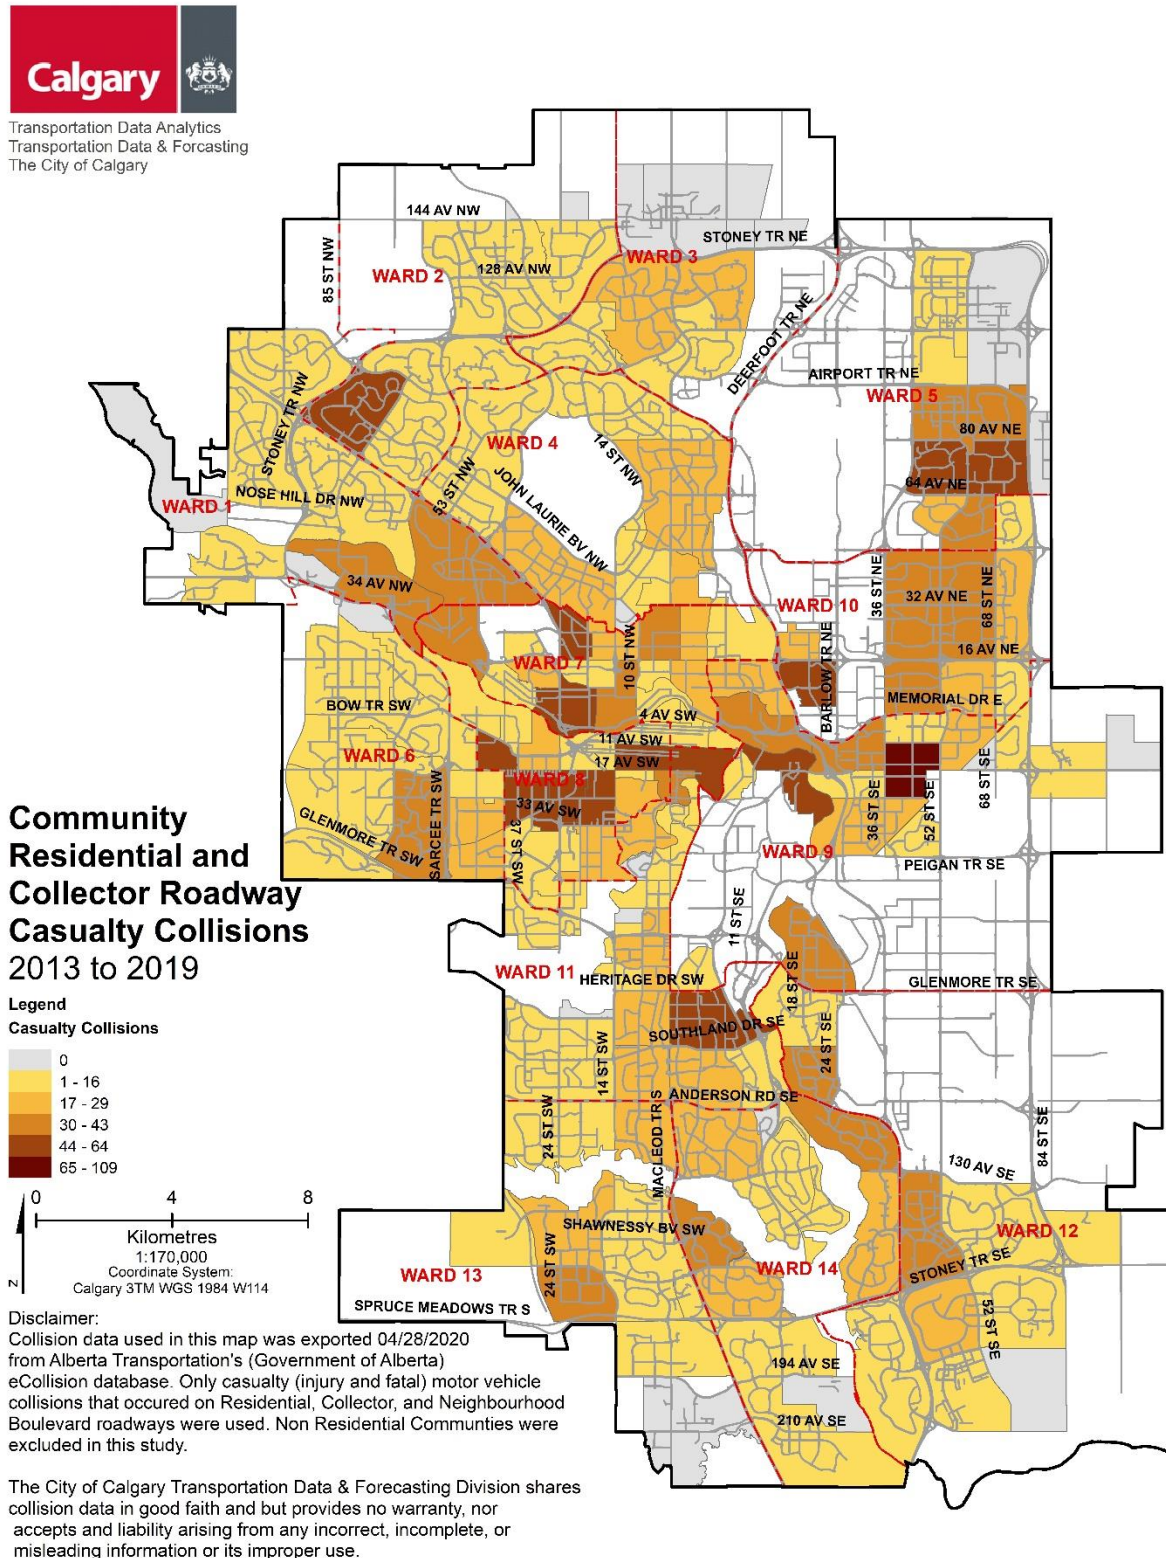 Calgary
Transportation Data Analytics
Transportation Data & Forcasting
The City of Calgary
144 AV NW
STONEY TR NE
WARD 3
85 ST NW
WARD 2
128 AV NW
DEERFOOT TR NE
AIRPORT TR NE
WARD 5
STONEY TR NW
80 AV NE
WARD 4
14 ST NW
53 ST NW
JOHN LAURIE BV NW
64 AV NE
NOSE HILL DR NW
WARD 1
34 AV NW
36 ST NE
32 AV NE
68 ST NE
WARD 10
BARLOW TR NE
16 AV NE
WARD 7
10 ST NW
MEMORIAL DR E
BOW TR SW
4 AV SW
11 AV SW
WARD 6
17 AV SW
WARD 8
68 ST SE
33 AV SW
SARCEE TR SW
37 ST SW
36 ST SE
52 ST SE
GLENMORE TR SW
WARD 9
PEIGAN TR SE
Community
Residential and
Collector Roadway
Casualty Collisions
2013 to 2019
11 ST SE
WARD 11
HERITAGE DR SW
18 ST SE
GLENMORE TR SE
SOUTHLAND DR SE
24 ST SE
14 ST SW
ANDERSON RD SE
24 ST SW
MACLEOD TR S
84 ST SE
130 AV SE
Legend
Casualty Collisions
0
1 - 16
17 - 29
30 - 43
44 - 64
65 - 109
0 4 8
Kilometres
1:170,000
Coordinate System:
Calgary 3TM WGS 1984 W114
N
SHAWNESSY BV SW
WARD 12
24 ST SW
WARD 13
WARD 14
STONEY TR SE
SPRUCE MEADOWS TR S
52 ST SE
194 AV SE
210 AV SE
Disclaimer:
Collision data used in this map was exported 04/28/2020
from Alberta Transportation's (Government of Alberta)
eCollision database. Only casualty (injury and fatal) motor vehicle
collisions that occured on Residential, Collector, and Neighbourhood
Boulevard roadways were used. Non Residential Communties were
excluded in this study.
The City of Calgary Transportation Data & Forecasting Division shares
collision data in good faith and but provides no warranty, nor
accepts and liability arising from any incorrect, incomplete, or
misleading information or its improper use.